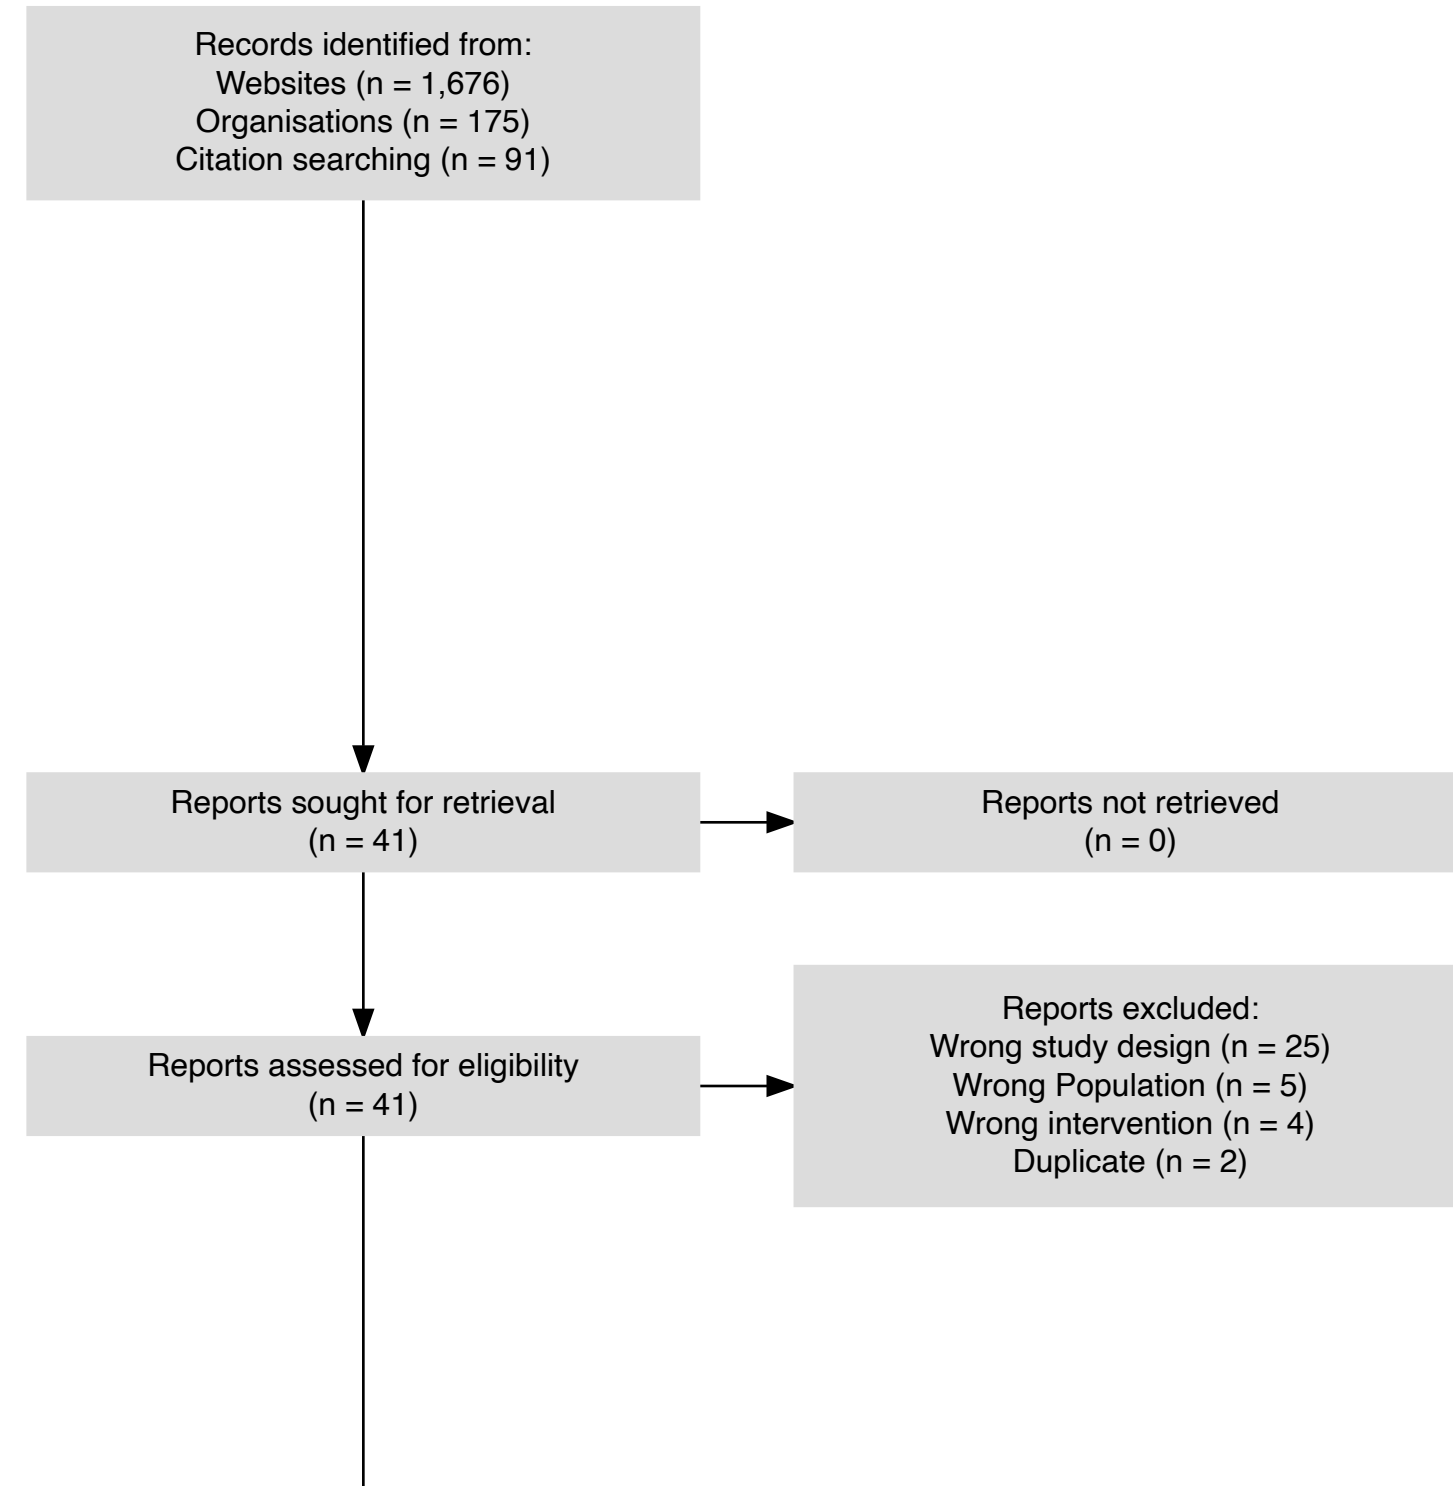 Records identified from:
Websites (n = 1,676)
Organisations (n = 175)
Citation searching (n = 91)
Reports sought for retrieval
(n = 41)
Reports not retrieved
(n = 0)
Reports assessed for eligibility
(n = 41)
Reports excluded:
Wrong study design (n = 25)
Wrong Population (n = 5)
Wrong intervention (n = 4)
Duplicate (n = 2)